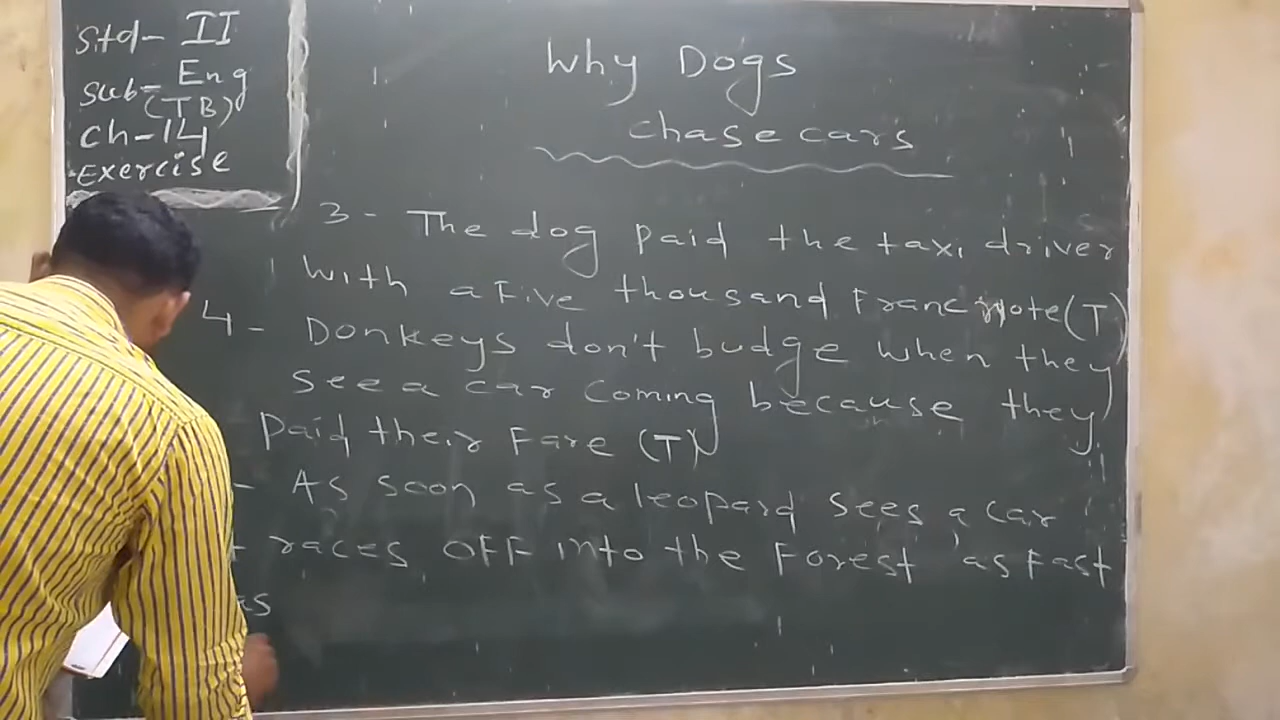 Std- II
Sub- Eng
(TB)
Ch-14
Exercise
Why Dogs
chase cars
3- The dog paid the taxi driver
with a Five thousand Franc note (T)
4- Donkeys don't budge when they
see a car coming because they
paid their Fare (T)
- As soon as a leopard sees a car
races OFF into the Forest as Fast
as